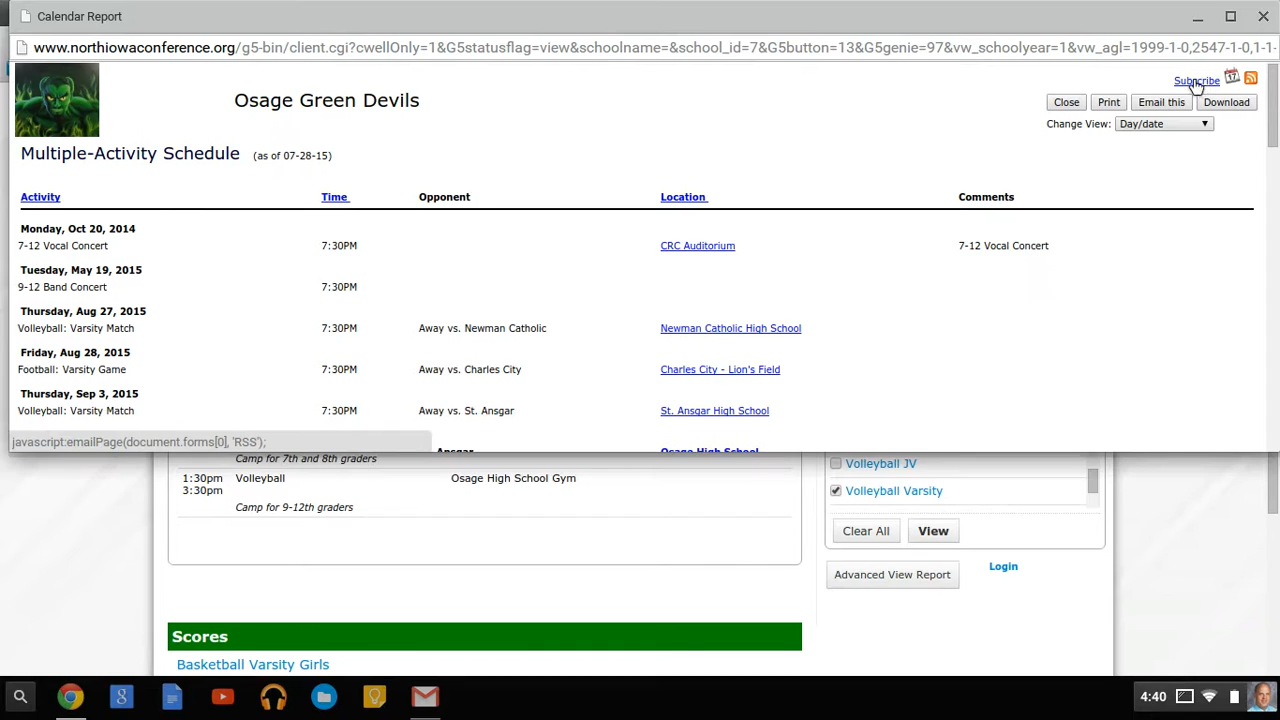 Calendar Report
www.northiowaconference.org/g5-bin/client.cgi?cwellOnly=1&G5statusflag=view&schoolname=&school_id=7&G5button=13&G5genie=97&vw_schoolyear=1&vw_agl=1999-1-0,2547-1-0,1-1-
Subscribe 17
Osage Green Devils
Close Print Email this Download
Change View: Day/date
Multiple-Activity Schedule (as of 07-28-15)
Activity Time Opponent Location Comments
Monday, Oct 20, 2014
7-12 Vocal Concert 7:30PM CRC Auditorium 7-12 Vocal Concert
Tuesday, May 19, 2015
9-12 Band Concert 7:30PM
Thursday, Aug 27, 2015
Volleyball: Varsity Match 7:30PM Away vs. Newman Catholic Newman Catholic High School
Friday, Aug 28, 2015
Football: Varsity Game 7:30PM Away vs. Charles City Charles City - Lion's Field
Thursday, Sep 3, 2015
Volleyball: Varsity Match 7:30PM Away vs. St. Ansgar St. Ansgar High School
javascript:emailPage(document.forms[0], 'RSS');
Ansgar Osage High School
Camp for 7th and 8th graders
1:30pm Volleyball Osage High School Gym
3:30pm
Camp for 9-12th graders
Volleyball JV
Volleyball Varsity
Clear All View
Advanced View Report Login
Scores
Basketball Varsity Girls
8
4:40